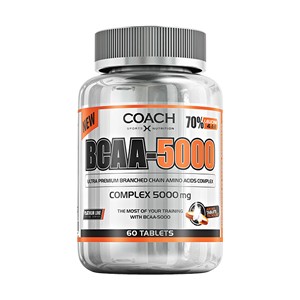 COACH
SPORTS X NUTRITION
70%
NEW
BCAA-5000
ULTRA PREMIUM BRANCHED CHAIN AMINO ACIDS COMPLEX
COMPLEX 5000 mg
THE MOST OF YOUR TRAINING
WITH BCAA-5000
60 TABLETS